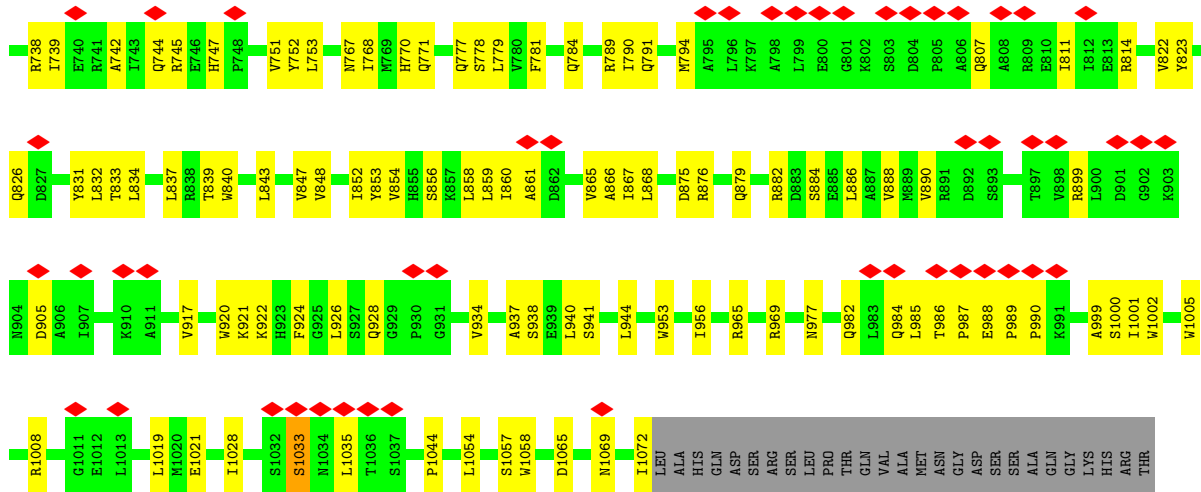 R738 I739 E740 R741 A742 I743 Q744 R745 E746 H747 P748 V751 Y752 L753 N767 I768 M769 H770 Q771 Q777 S778 L779 V780 F781 Q784 R789 I790 Q791 M794 A795 L796 K797 A798 L799 E800 G801 K802 S803 D804 P805 A806 Q807 A808 R809 E810 I811 I812 E813 R814 V822 Y823
Q826 D827 Y831 L832 T833 L834 L837 R838 T839 W840 L843 V847 V848 I852 Y853 V854 H855 S856 K857 L858 L859 I860 A861 D862 V865 A866 I867 L868 D875 R876 Q879 R882 D883 S884 E885 L886 A887 V888 M889 V890 R891 D892 S893 T897 V898 R899 L900 D901 G902 K903
N904 D905 A906 I907 K910 A911 V917 W920 K921 K922 H923 F924 G925 L926 S927 Q928 G929 P930 G931 V934 A937 S938 E939 L940 S941 L944 W953 I956 R965 R969 N977 Q982 L983 Q984 L985 T986 P987 E988 P989 P990 K991 A999 S1000 I1001 W1002 W1005
R1008 G1011 E1012 L1013 L1019 M1020 E1021 I1028 S1032 S1033 N1034 L1035 T1036 S1037 P1044 L1054 S1057 W1058 D1065 N1069 I1072 LEU ALA HIS GLN ASP SER ARG SER LEU PRO THR GLN VAL ALA MET ASN GLY ASP SER SER ALA GLN GLY LYS HIS ARG THR